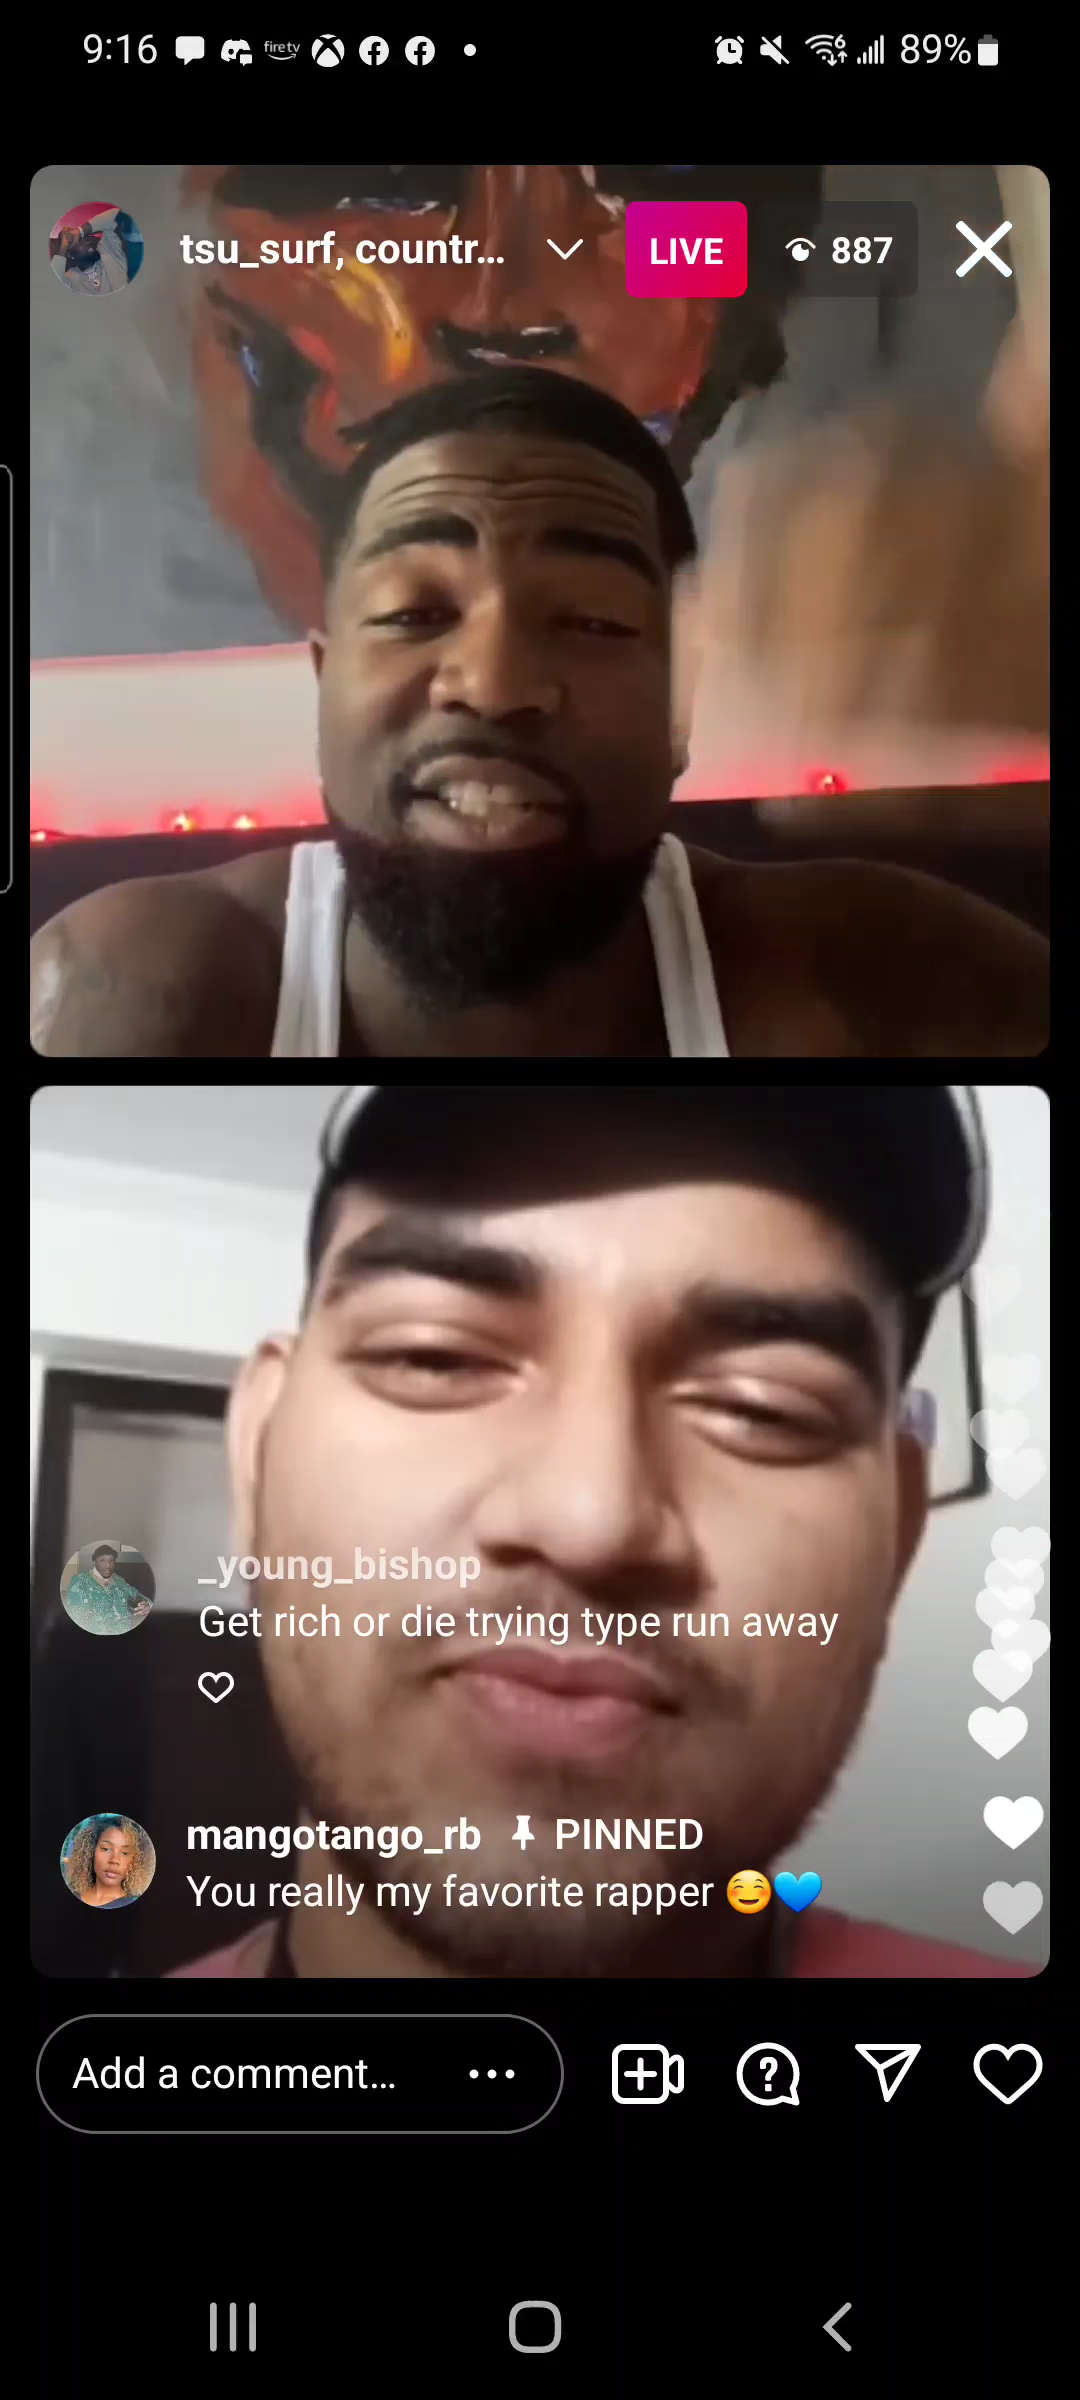 9:16 firetv 6 89%
tsu_surf, countr... LIVE 887
_young_bishop
Get rich or die trying type run away
mangotango_rb PINNED
You really my favorite rapper 😊💙
Add a comment...